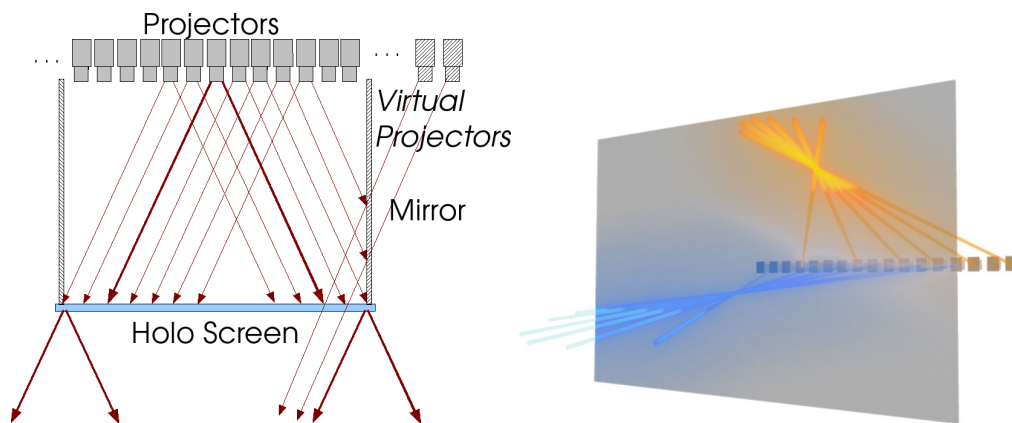 Projectors
. . .
. . .
Virtual
Projectors
Mirror
Holo Screen